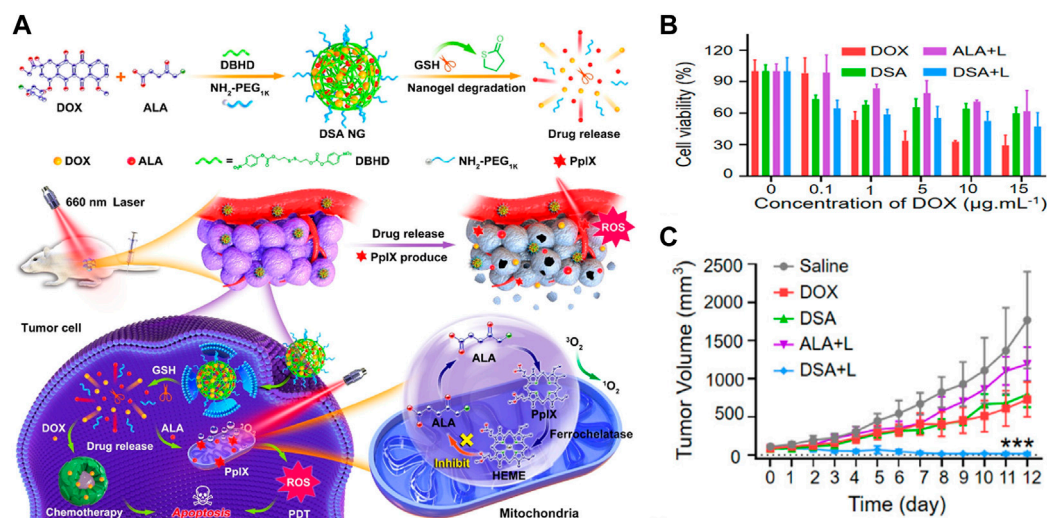 A
DOX
+
ALA
DBHD
NH2-PEG1K
DSA NG
GSH
Nanogel degradation
Drug release
DOX
ALA
=
DBHD
NH2-PEG1K
PpIX
660 nm Laser
Drug release
PpIX produce
ROS
Tumor cell
GSH
DOX
Drug release
ALA
PpIX
Chemotherapy
Apoptosis
ROS
PDT
ALA
³O2
¹O2
PpIX
ALA
Ferrochelatase
Inhibit
HEME
Mitochondria
B
Cell viability (%)
120
90
60
30
0
DOX
ALA+L
DSA
DSA+L
0
0.1
1
5
10
15
Concentration of DOX (µg.mL-1)
C
Tumor Volume (mm3)
2500
2000
1500
1000
500
0
Saline
DOX
DSA
ALA+L
DSA+L
***
0 1 2 3 4 5 6 7 8 9 10 11 12
Time (day)